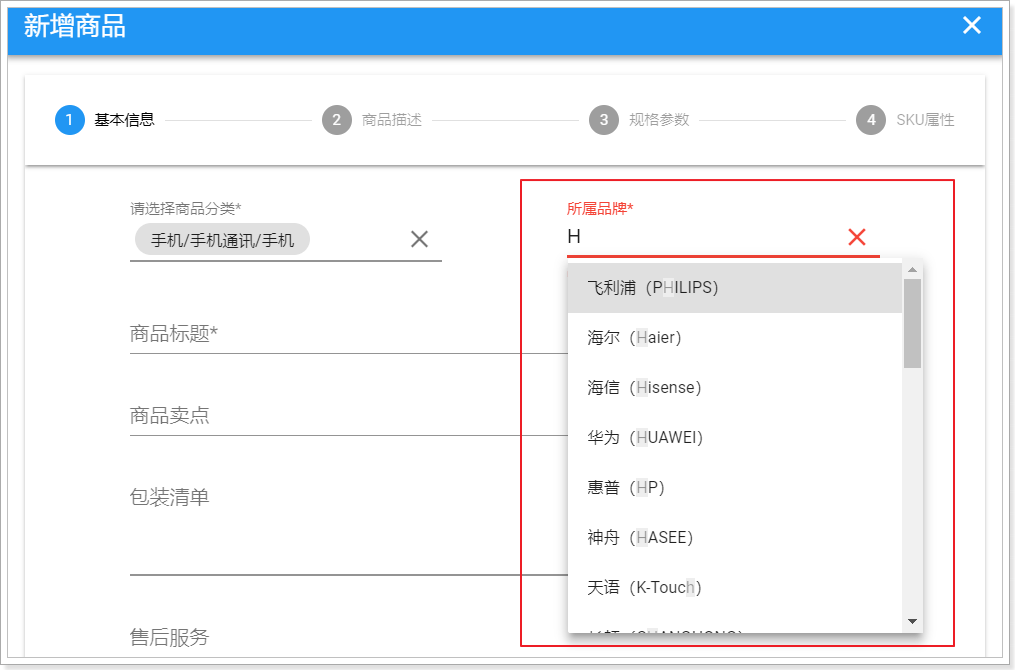 新增商品
1 基本信息
2 商品描述
3 规格参数
4 SKU属性
请选择商品分类*
手机/手机通讯/手机
所属品牌*
H
飞利浦（PHILIPS）
海尔（Haier）
海信（Hisense）
华为（HUAWEI）
惠普（HP）
神舟（HASEE）
天语（K-Touch）
商品标题*
商品卖点
包装清单
售后服务